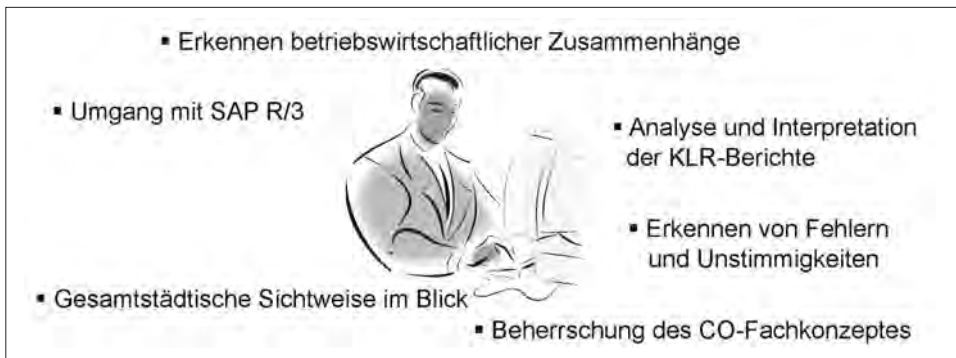 ▪ Erkennen betriebswirtschaftlicher Zusammenhänge
▪ Umgang mit SAP R/3
▪ Analyse und Interpretation
der KLR-Berichte
▪ Erkennen von Fehlern
und Unstimmigkeiten
▪ Gesamtstädtische Sichtweise im Blick
▪ Beherrschung des CO-Fachkonzeptes